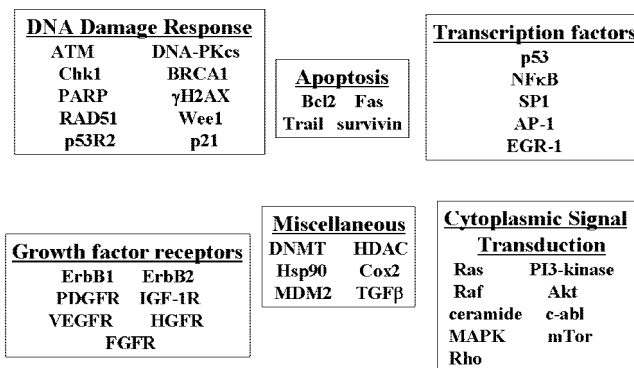 DNA Damage Response
ATM DNA-PKcs
Chk1 BRCA1
PARP γH2AX
RAD51 Wee1
p53R2 p21
Apoptosis
Bcl2 Fas
Trail survivin
Transcription factors
p53
NFκB
SP1
AP-1
EGR-1
Growth factor receptors
ErbB1 ErbB2
PDGFR IGF-1R
VEGFR HGFR
FGFR
Miscellaneous
DNMT HDAC
Hsp90 Cox2
MDM2 TGFβ
Cytoplasmic Signal
Transduction
Ras PI3-kinase
Raf Akt
ceramide c-abl
MAPK mTor
Rho